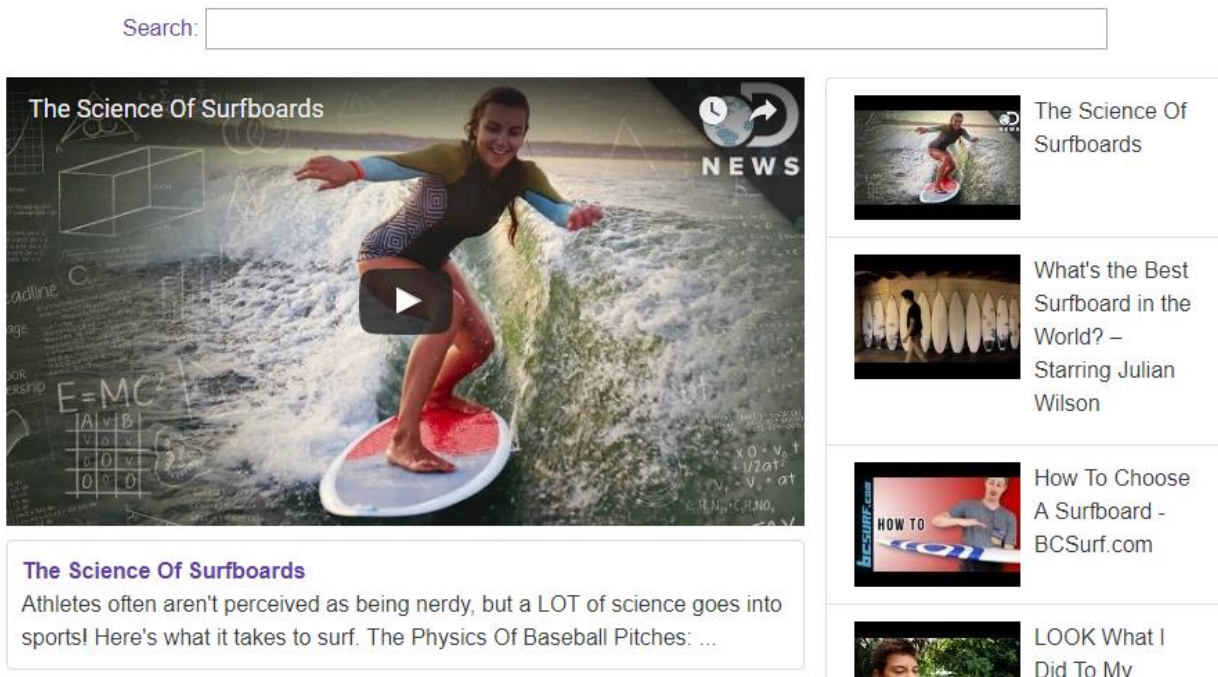 Search:
The Science Of Surfboards
NEWS
E=MC²
A V B
The Science Of Surfboards
Athletes often aren't perceived as being nerdy, but a LOT of science goes into
sports! Here's what it takes to surf. The Physics Of Baseball Pitches: ...
The Science Of
Surfboards
NEWS
What's the Best
Surfboard in the
World? –
Starring Julian
Wilson
bcsurf.com
HOW TO
How To Choose
A Surfboard -
BCSurf.com
LOOK What I
Did To My